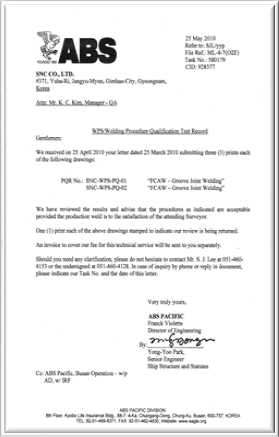 25 May 2010
Refer to: SJL/yyp
File Ref.: ML-4-7(O2E)
Task No.: 580179
CID: 928377
ABS
FOUNDED 1862
SNC CO., LTD.
#371, Yuha-Ri, Jangyu-Myun, Gimhae-City, Gyeongnam,
Korea
Attn: Mr. K. C. Kim, Manager - QA
WPS/Welding Procedure Qualification Test Record
Gentlemen:
We received on 25 April 2010 your letter dated 25 March 2010 submitting three (3) prints each
of the following drawings:
PQR No.: SNC-WPS-PQ-01 "FCAW – Groove Joint Welding"
SNC-WPS-PQ-02 "FCAW – Groove Joint Welding"
We have reviewed the results and advise that the procedures as indicated are acceptable
provided the production weld is to the satisfaction of the attending Surveyor.
One (1) print each of the above drawings stamped to indicate our review is being returned.
An invoice to cover our fee for this technical service will be sent to you separately.
Should you need any clarification, please do not hesitate to contact Mr. S. J. Lee at 051-460-
4153 or the undersigned at 051-460-4128. In case of inquiry by phone or reply in document,
please indicate our Task No. and the date of this letter.
Very truly yours,
ABS PACIFIC
Franck Violette
Director of Engineering
By:
Yong-Yoo Park,
Senior Engineer
Ship Structure and Statutes
Cc: ABS Pacific, Busan Operation - w/p
AD, w/ IRF
ABS PACIFIC DIVISION
8th Floor, Kyobo Life Insurance Bldg., 88-7, 4-Ka, Chungang-Dong, Chung-Ku, Busan, 600-737, KOREA
TEL: 82-51-460-4371, FAX: 82-51-462-4630, Website: www.eagle.org